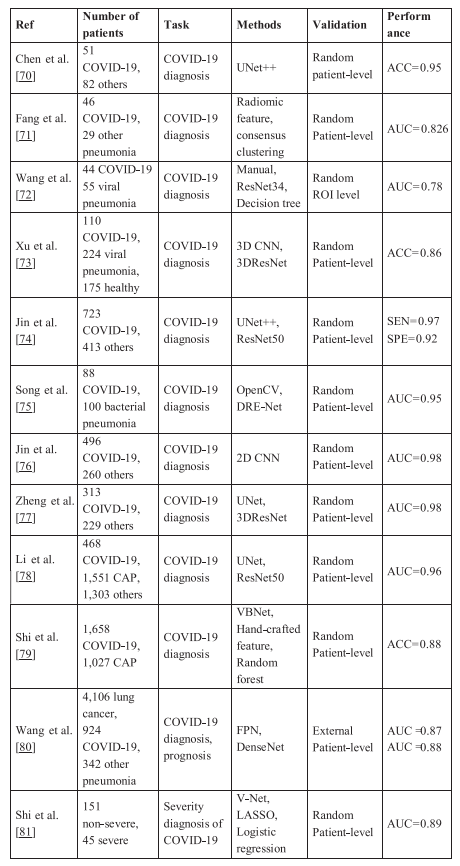 Ref
Number of
patients
Task
Methods
Validation
Perform
ance
Chen et al.
[70]
51
COVID-19,
82 others
COVID-19
diagnosis
UNet++
Random
patient-level
ACC=0.95
Fang et al.
[71]
46
COVID-19,
29 other
pneumonia
COVID-19
diagnosis
Radiomic
feature,
consensus
clustering
Random
Patient-level
AUC=0.826
Wang et al.
[72]
44 COVID-19
55 viral
pneumonia
COVID-19
diagnosis
Manual,
ResNet34,
Decision tree
Random
ROI level
AUC=0.78
Xu et al.
[73]
110
COVID-19,
224 viral
pneumonia,
175 healthy
COVID-19
diagnosis
3D CNN,
3DResNet
Random
Patient-level
ACC=0.86
Jin et al.
[74]
723
COVID-19,
413 others
COVID-19
diagnosis
UNet++,
ResNet50
Random
Patient-level
SEN=0.97
SPE=0.92
Song et al.
[75]
88
COVID-19,
100 bacterial
pneumonia
COVID-19
diagnosis
OpenCV,
DRE-Net
Random
Patient-level
AUC=0.95
Jin et al.
[76]
496
COVID-19,
260 others
COVID-19
diagnosis
2D CNN
Random
Patient-level
AUC=0.98
Zheng et al.
[77]
313
COIVD-19,
229 others
COVID-19
diagnosis
UNet,
3DResNet
Random
Patient-level
AUC=0.98
Li et al.
[78]
468
COVID-19,
1,551 CAP,
1,303 others
COVID-19
diagnosis
UNet,
ResNet50
Random
Patient-level
AUC=0.96
Shi et al.
[79]
1,658
COVID-19,
1,027 CAP
COVID-19
diagnosis
VBNet,
Hand-crafted
feature,
Random
forest
Random
Patient-level
ACC=0.88
Wang et al.
[80]
4,106 lung
cancer,
924
COVID-19,
342 other
pneumonia
COVID-19
diagnosis,
prognosis
FPN,
DenseNet
External
Patient-level
AUC =0.87
AUC =0.88
Shi et al.
[81]
151
non-severe,
45 severe
Severity
diagnosis of
COVID-19
V-Net,
LASSO,
Logistic
regression
Random
Patient-level
AUC=0.89